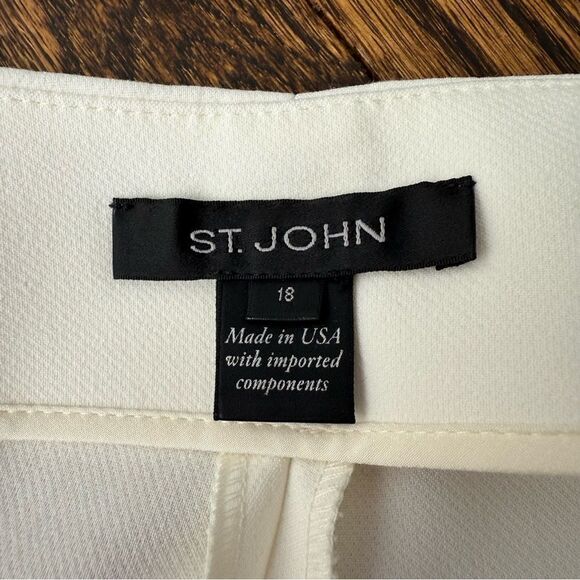 ST. JOHN
18
Made in USA
with imported
components